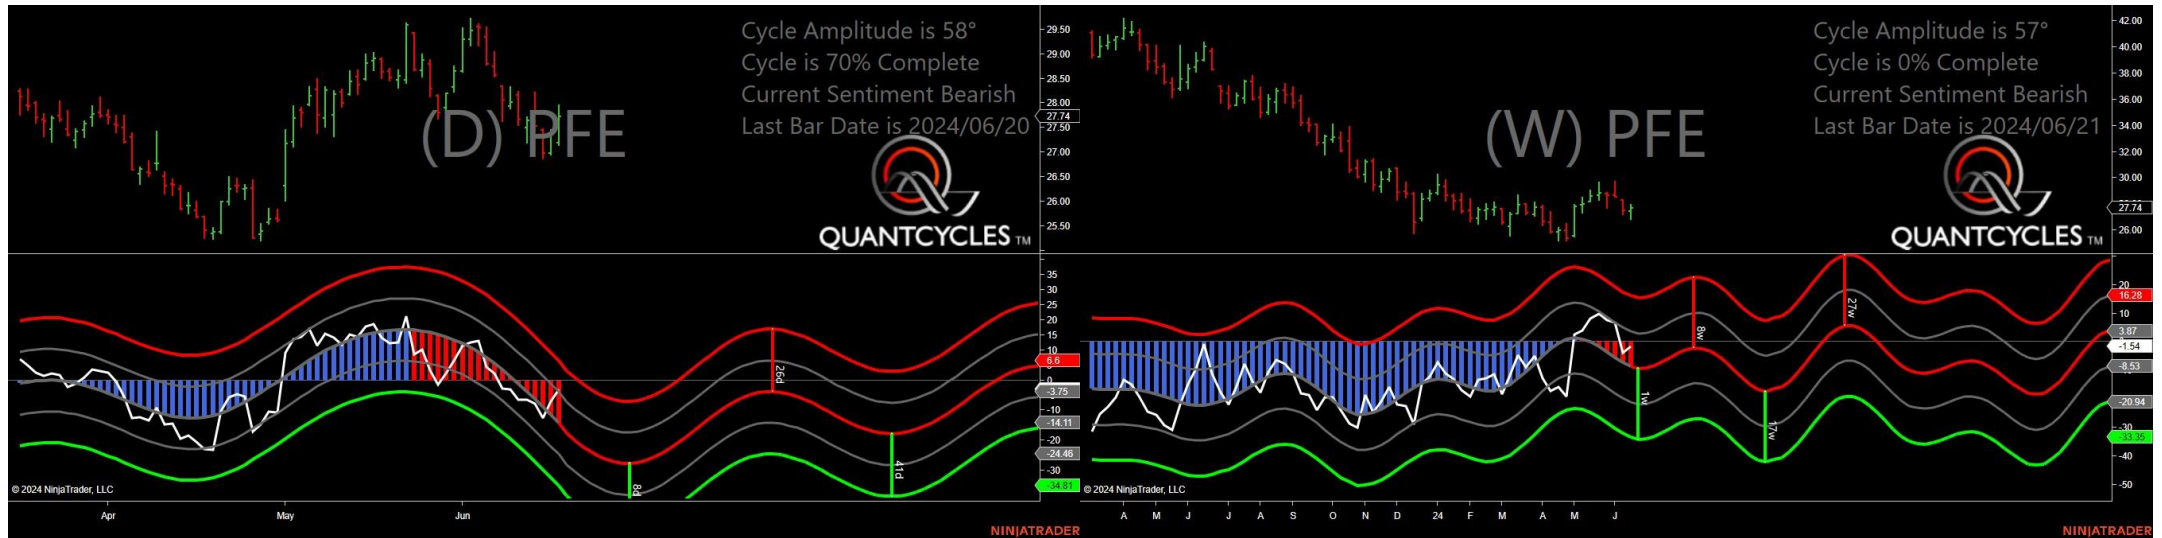 Cycle Amplitude is 58°
Cycle is 70% Complete
Current Sentiment Bearish
Last Bar Date is 2024/06/20
(D) PFE
QUANTCYCLES TM
29.50
29.00
28.50
28.00
27.74
27.50
27.00
26.50
26.00
25.50
35
30
25
20
15
10
6.6
0
-3.75
-10
-14.11
-20
-24.46
-30
-34.81
8d
26d
41d
© 2024 NinjaTrader, LLC
Apr
May
Jun
NINJATRADER
Cycle Amplitude is 57°
Cycle is 0% Complete
Current Sentiment Bearish
Last Bar Date is 2024/06/21
(W) PFE
QUANTCYCLES TM
42.00
40.00
38.00
36.00
34.00
32.00
30.00
27.74
26.00
20
16.28
10
3.87
-1.54
-8.53
-20.94
-30
-33.35
-40
-50
1w
8w
17w
27w
© 2024 NinjaTrader, LLC
A M J J A S O N D 24 F M A M J
NINJATRADER